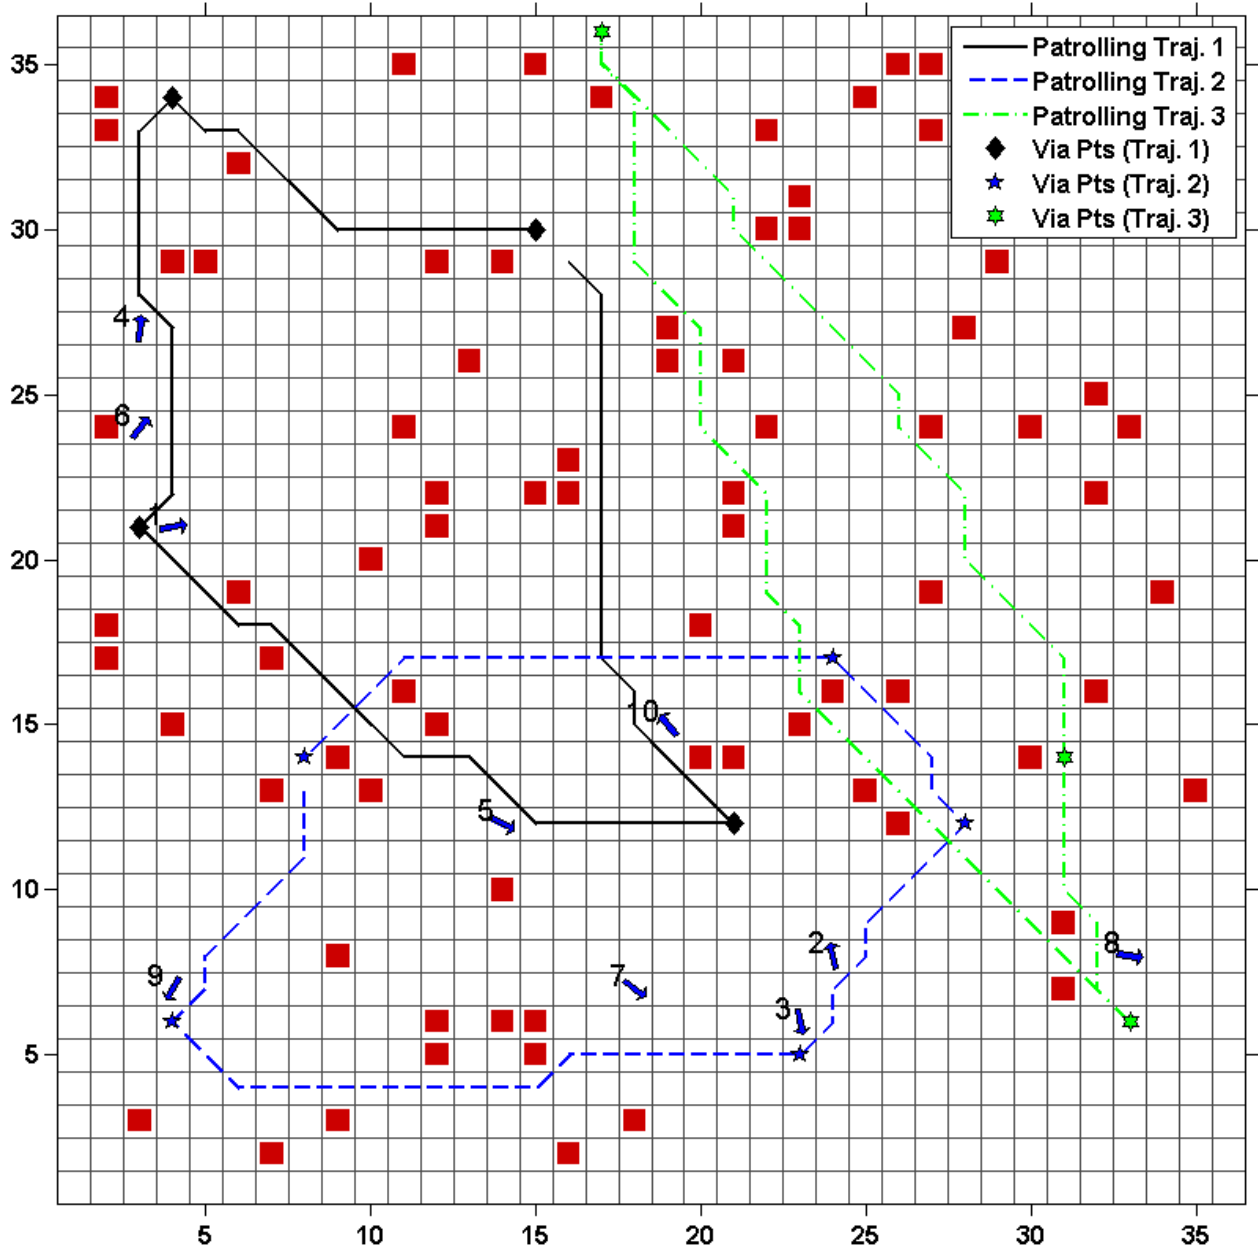 35
Patrolling Traj. 1
Patrolling Traj. 2
Patrolling Traj. 3
Via Pts (Traj. 1)
Via Pts (Traj. 2)
Via Pts (Traj. 3)
30
4
25
6
1
20
10
15
5
10
2
8
9
7
3
5
5 10 15 20 25 30 35